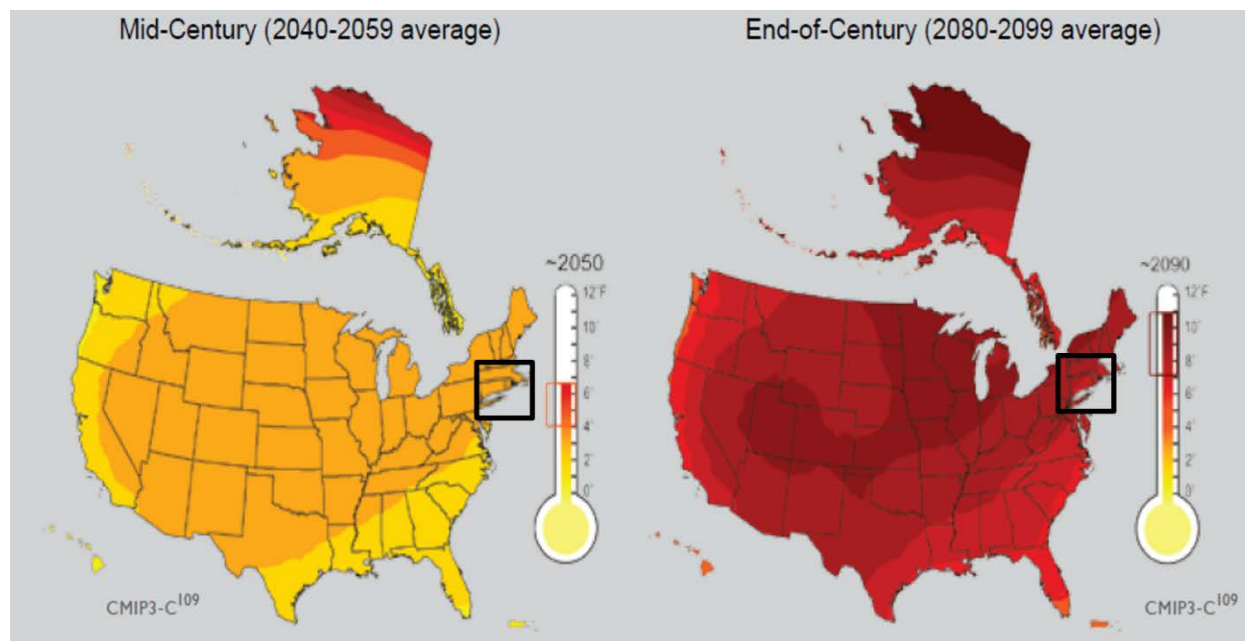 Mid-Century (2040-2059 average)
End-of-Century (2080-2099 average)
~2050
12°F
10°
8°
6°
4°
2°
0°
CMIP3-C109
~2090
12°F
10°
8°
6°
4°
2°
0°
CMIP3-C109